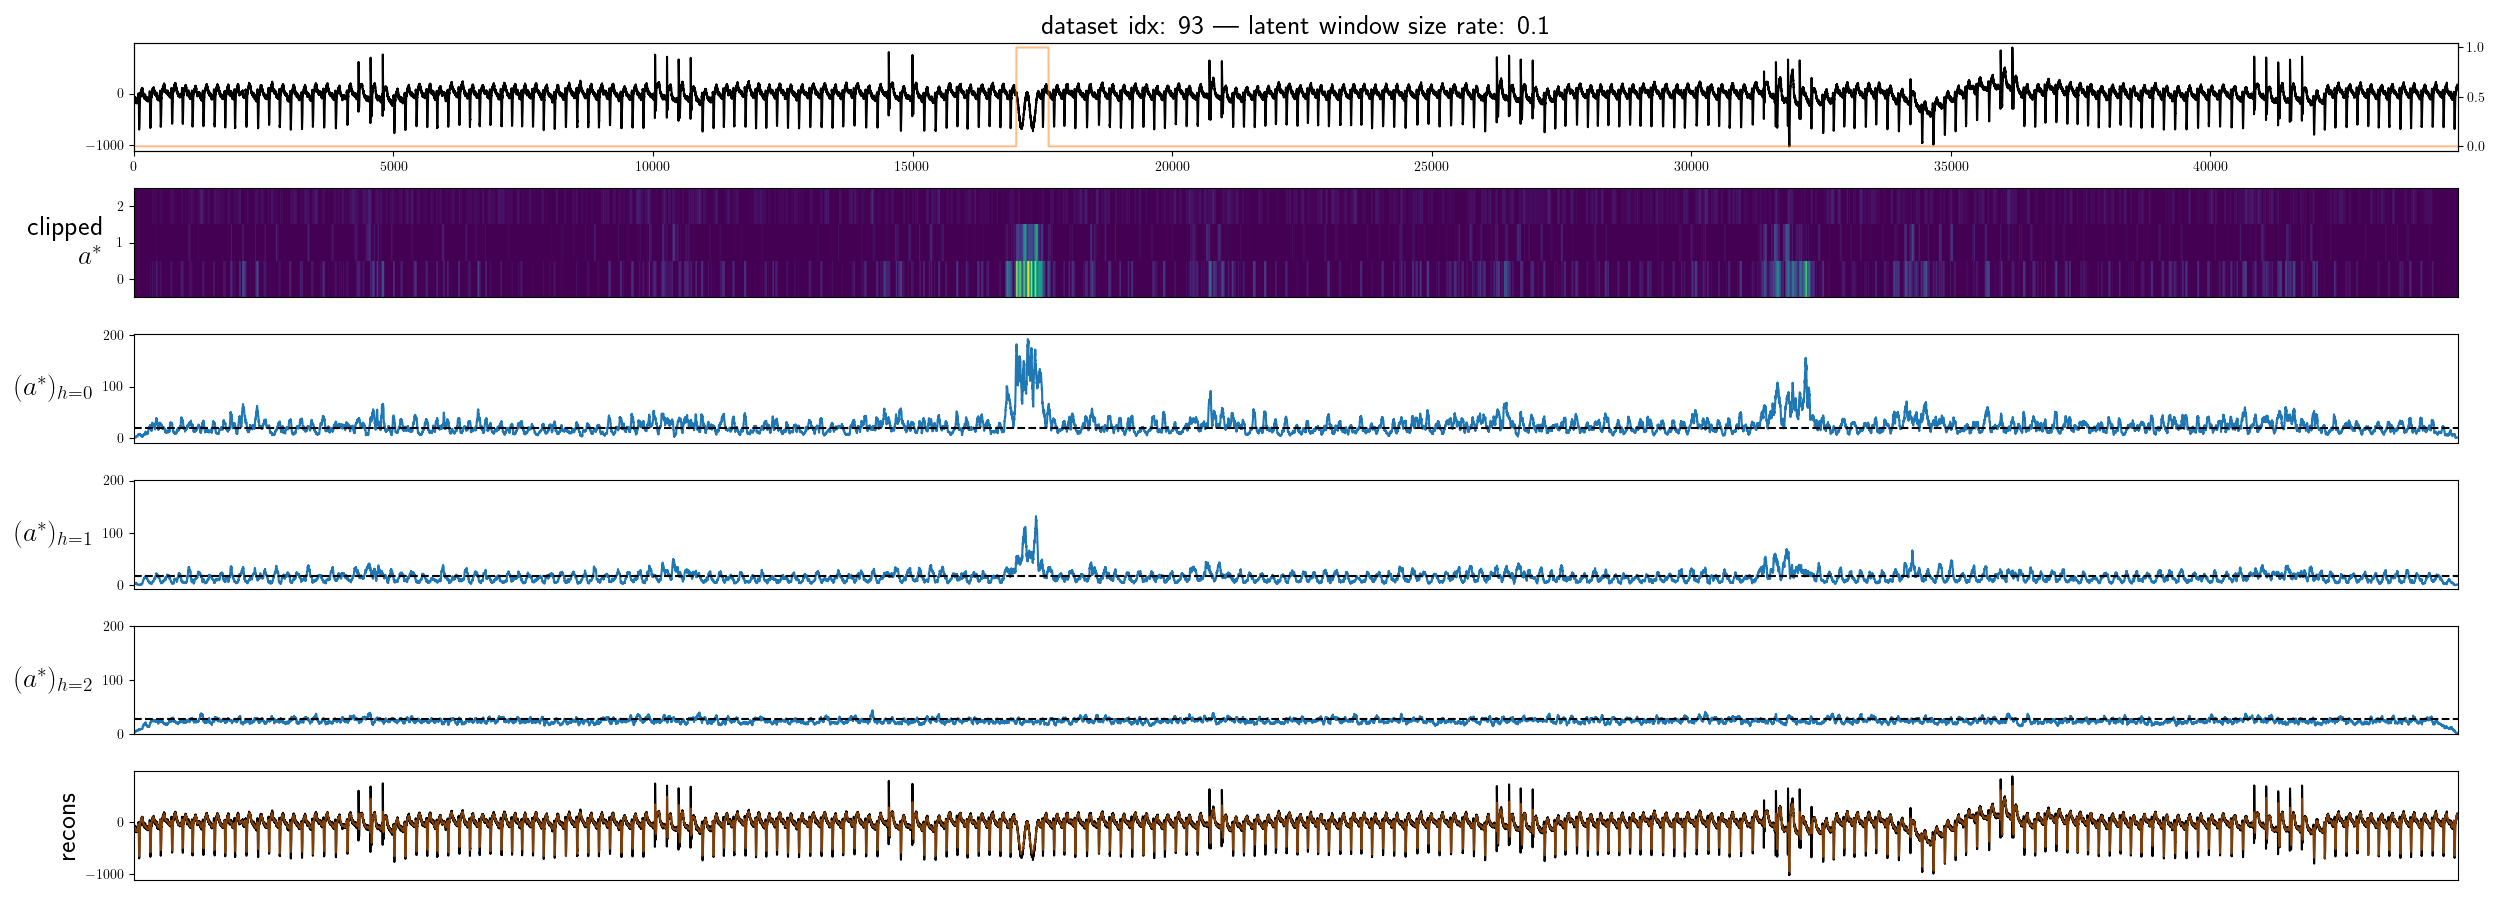 dataset idx: 93 — latent window size rate: 0.1
0
−1000
1.0
0.5
0.0
0 5000 10000 15000 20000 25000 30000 35000 40000
clipped
a*
2
1
0
(a*)h=0
200
100
0
(a*)h=1
200
100
0
(a*)h=2
200
100
0
recons
0
−1000